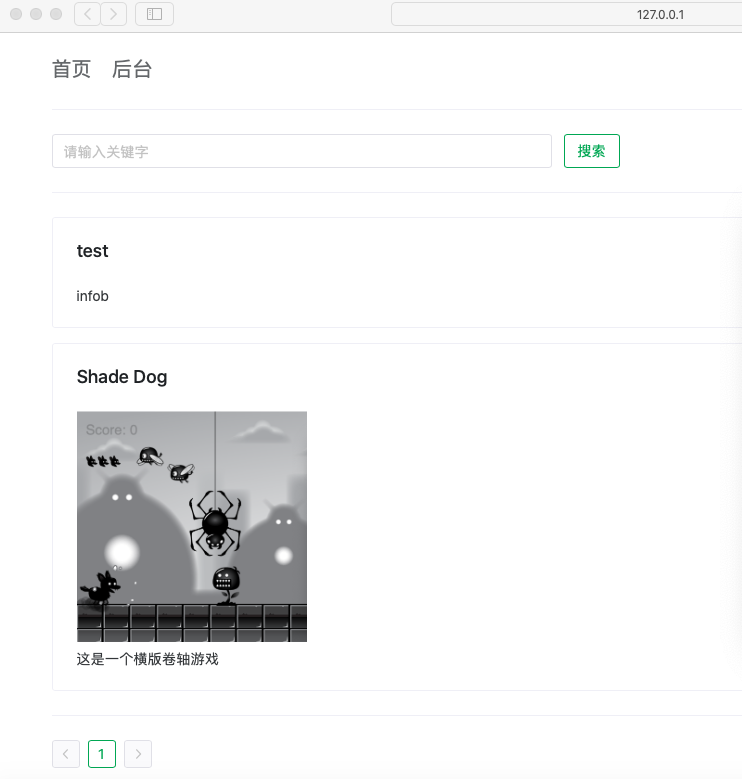 127.0.0.1
首页 后台
请输入关键字 搜索
test
infob
Shade Dog
Score: 0
这是一个横版卷轴游戏
1